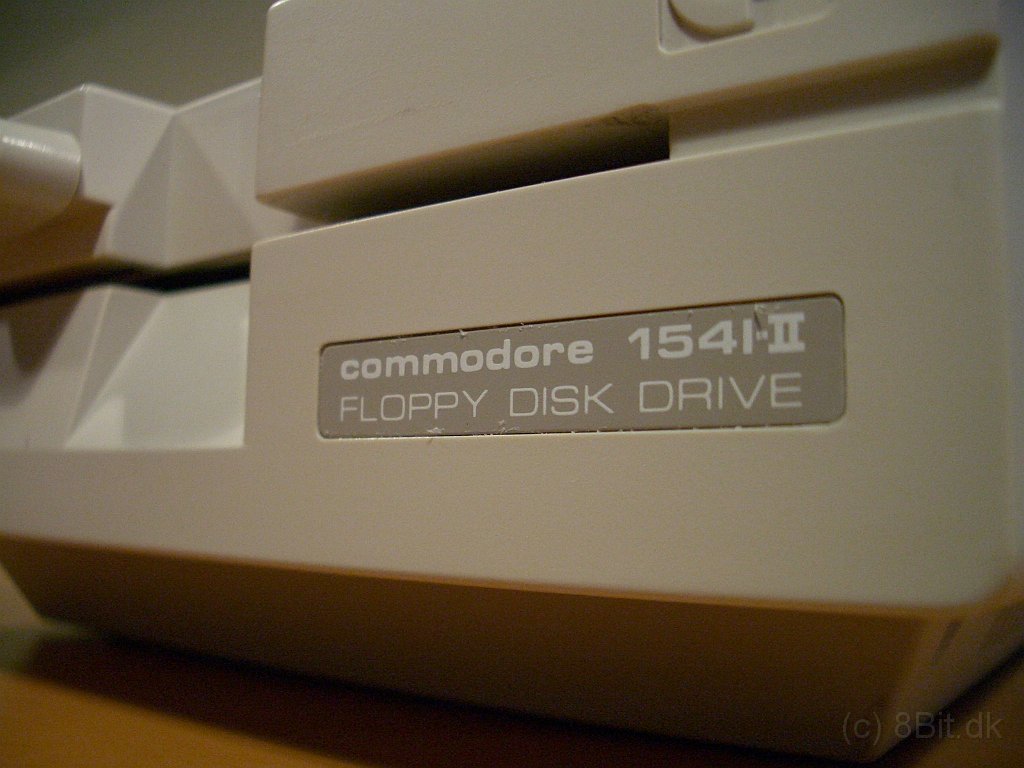 commodore 1541-II
FLOPPY DISK DRIVE
(c) 8Bit.dk